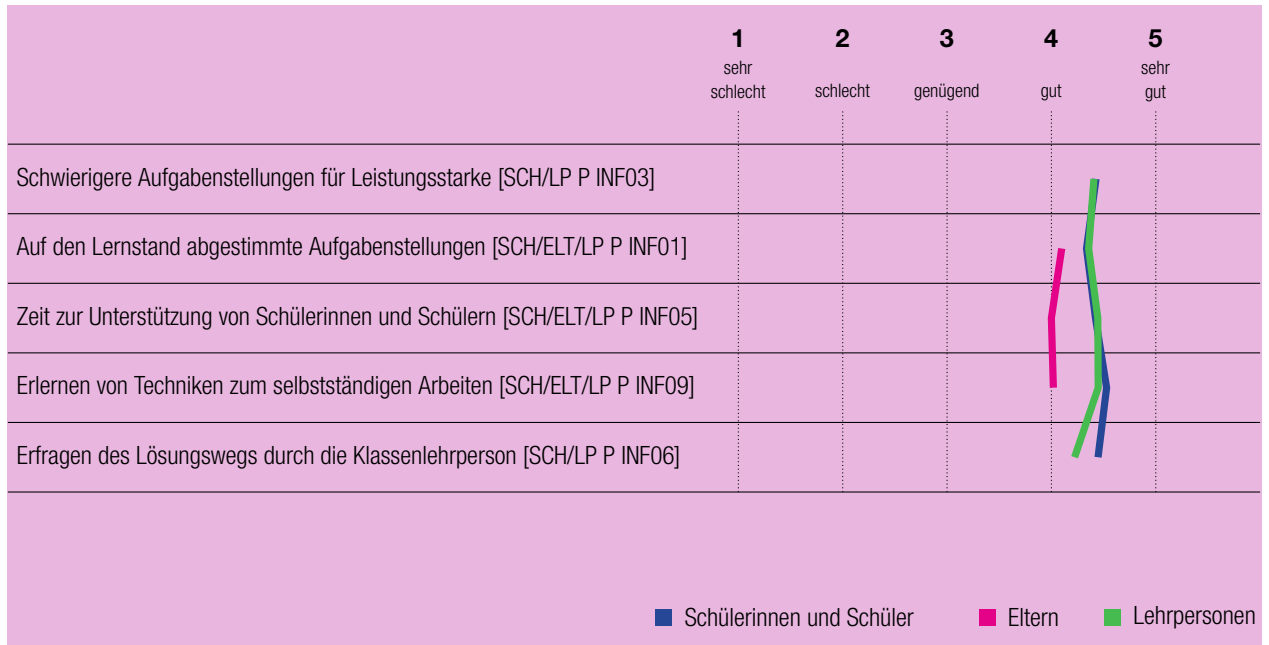 1 2 3 4 5
sehr schlecht schlecht genügend gut sehr gut
Schwierigere Aufgabenstellungen für Leistungsstarke [SCH/LP P INF03]
Auf den Lernstand abgestimmte Aufgabenstellungen [SCH/ELT/LP P INF01]
Zeit zur Unterstützung von Schülerinnen und Schülern [SCH/ELT/LP P INF05]
Erlernen von Techniken zum selbstständigen Arbeiten [SCH/ELT/LP P INF09]
Erfragen des Lösungswegs durch die Klassenlehrperson [SCH/LP P INF06]
Schülerinnen und Schüler Eltern Lehrpersonen